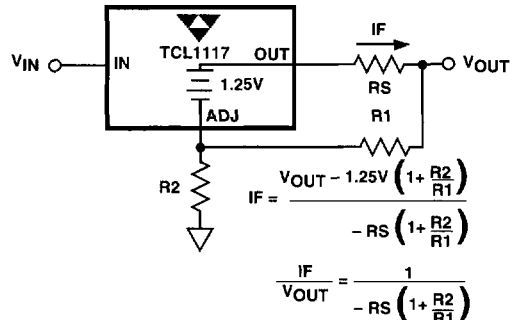 IF
TCL1117
OUT
VIN
IN
VOUT
1.25V
RS
ADJ
R1
R2
IF = VOUT – 1.25V (1+ R2/R1) / – RS (1+ R2/R1)
IF/VOUT = 1 / – RS (1+ R2/R1)